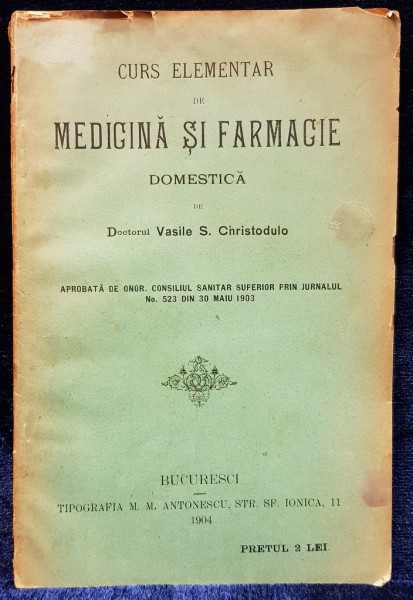 CURS ELEMENTAR
DE
MEDICINĂ ȘI FARMACIE
DOMESTICĂ
DE
Doctorul Vasile S. Christodulo
APROBATĂ DE ONOR. CONSILIUL SANITAR SUPERIOR PRIN JURNALUL
No. 523 DIN 30 MAIU 1903
BUCURESCI
TIPOGRAFIA M. M. ANTONESCU, STR. SF. IONICA, 11
1904
PRETUL 2 LEI